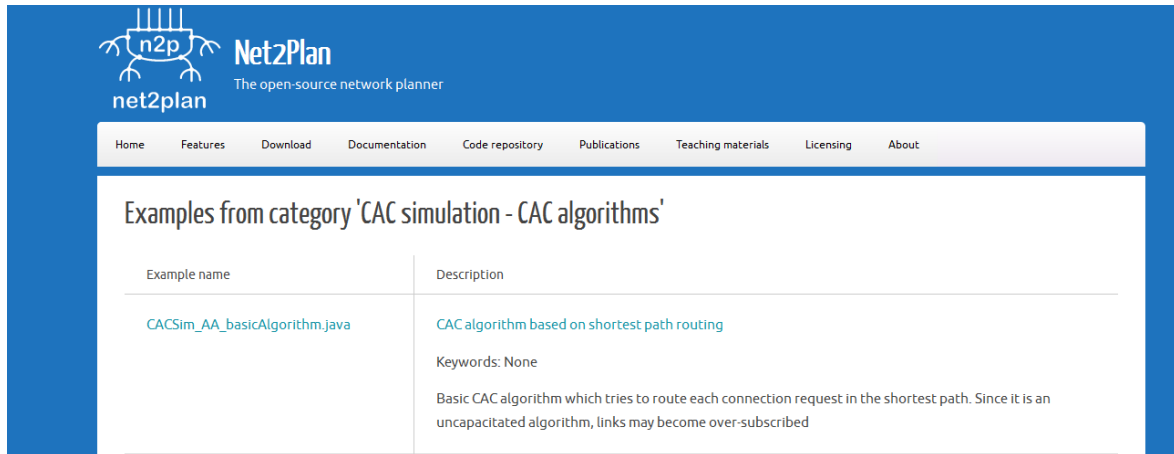 n2p
net2plan
Net2Plan
The open-source network planner
Home Features Download Documentation Code repository Publications Teaching materials Licensing About
Examples from category 'CAC simulation - CAC algorithms'
Example name Description
CACSim_AA_basicAlgorithm.java CAC algorithm based on shortest path routing
Keywords: None
Basic CAC algorithm which tries to route each connection request in the shortest path. Since it is an
uncapacitated algorithm, links may become over-subscribed